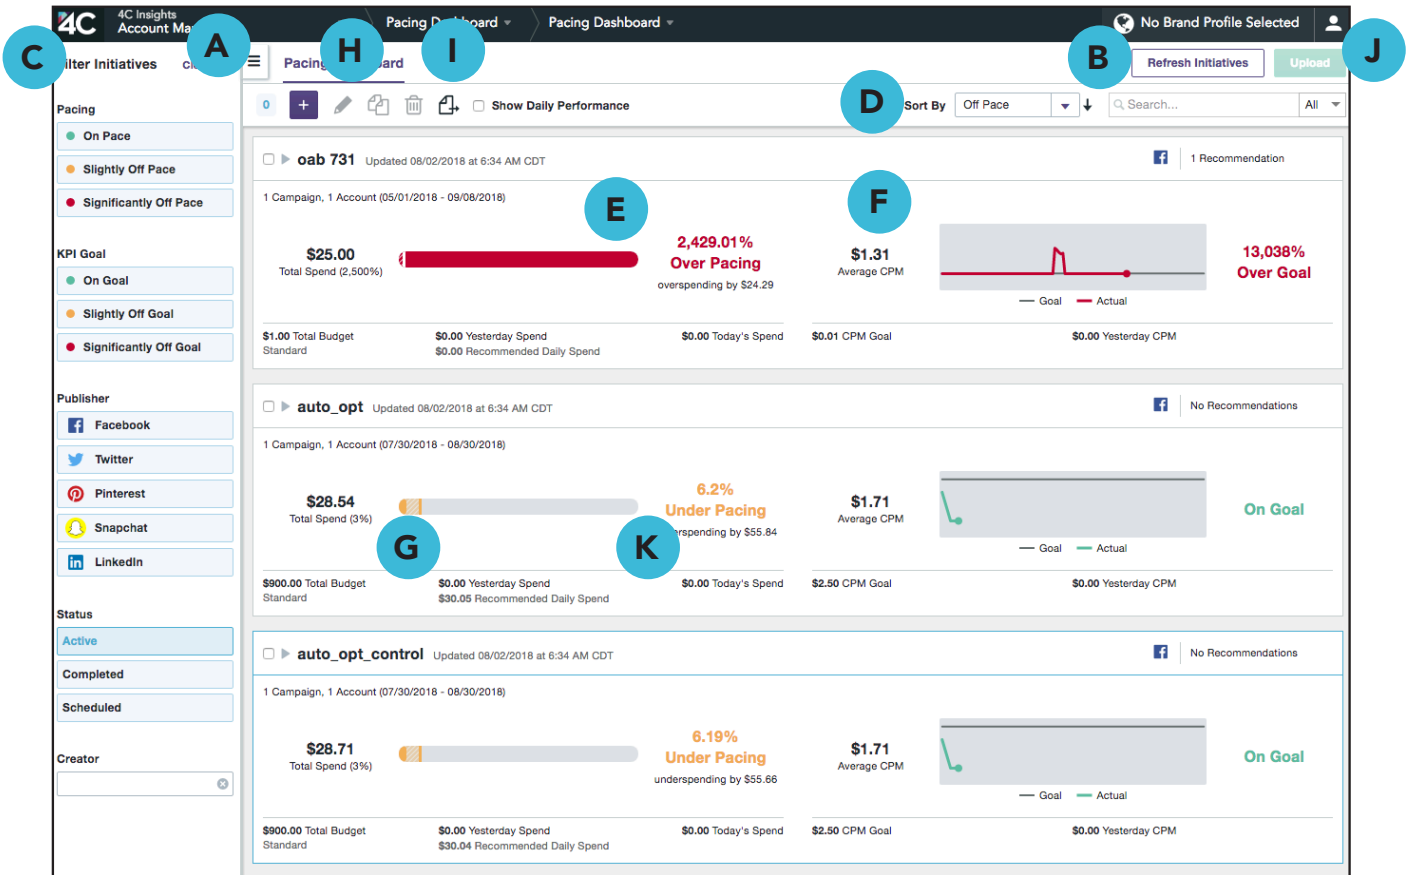 4C
4C Insights
Account Ma
Pacing D board
Pacing Dashboard
No Brand Profile Selected
C
A
H
I
B
J
ilter Initiatives
Cl
Pacing ard
Refresh Initiatives
Upload
0
+
Show Daily Performance
D
Sort By
Off Pace
Search...
All
Pacing
On Pace
Slightly Off Pace
Significantly Off Pace
KPI Goal
On Goal
Slightly Off Goal
Significantly Off Goal
Publisher
Facebook
Twitter
Pinterest
Snapchat
in LinkedIn
Status
Active
Completed
Scheduled
Creator
oab 731 Updated 08/02/2018 at 6:34 AM CDT
1 Recommendation
1 Campaign, 1 Account (05/01/2018 - 09/08/2018)
E
F
$25.00
Total Spend (2,500%)
2,429.01%
Over Pacing
overspending by $24.29
$1.31
Average CPM
Goal Actual
13,038%
Over Goal
$1.00 Total Budget
Standard
$0.00 Yesterday Spend
$0.00 Recommended Daily Spend
$0.00 Today's Spend
$0.01 CPM Goal
$0.00 Yesterday CPM
auto_opt Updated 08/02/2018 at 6:34 AM CDT
No Recommendations
1 Campaign, 1 Account (07/30/2018 - 08/30/2018)
$28.54
Total Spend (3%)
6.2%
Under Pacing
erspending by $55.84
G
K
$1.71
Average CPM
Goal Actual
On Goal
$900.00 Total Budget
Standard
$0.00 Yesterday Spend
$30.05 Recommended Daily Spend
$0.00 Today's Spend
$2.50 CPM Goal
$0.00 Yesterday CPM
auto_opt_control Updated 08/02/2018 at 6:34 AM CDT
No Recommendations
1 Campaign, 1 Account (07/30/2018 - 08/30/2018)
$28.71
Total Spend (3%)
6.19%
Under Pacing
underspending by $55.66
$1.71
Average CPM
Goal Actual
On Goal
$900.00 Total Budget
Standard
$0.00 Yesterday Spend
$30.04 Recommended Daily Spend
$0.00 Today's Spend
$2.50 CPM Goal
$0.00 Yesterday CPM